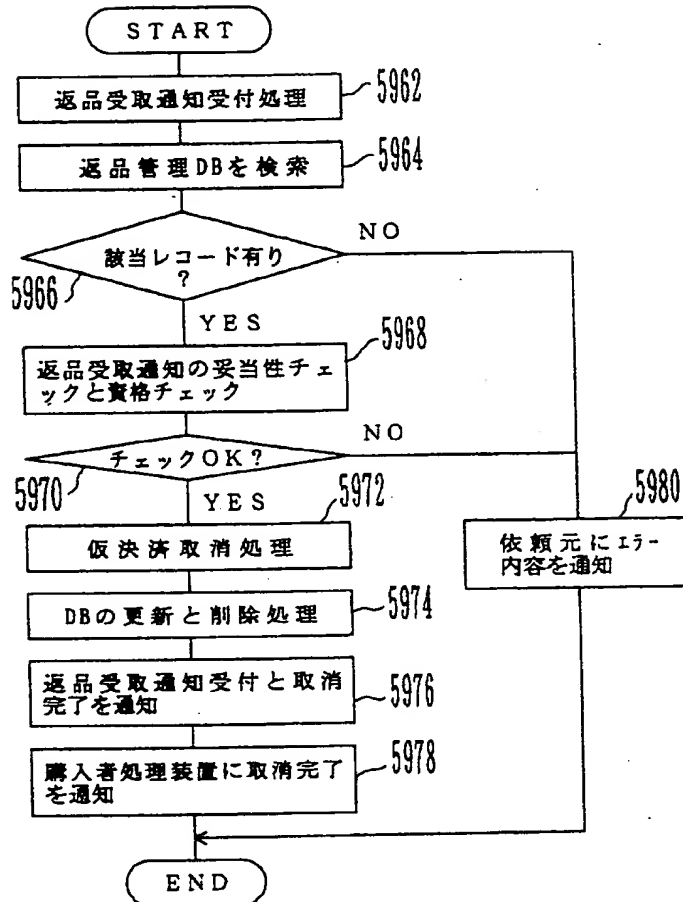 START
返品受取通知受付処理
5962
返品管理DBを検索
5964
該当レコード有り
?
5966
NO
YES
5968
返品受取通知の妥当性チェ
ックと資格チェック
チェックOK?
5970
NO
YES
5972
仮決済取消処理
5980
依頼元にエラー
内容を通知
DBの更新と削除処理
5974
返品受取通知受付と取消
完了を通知
5976
購入者処理装置に取消完了
を通知
5978
END